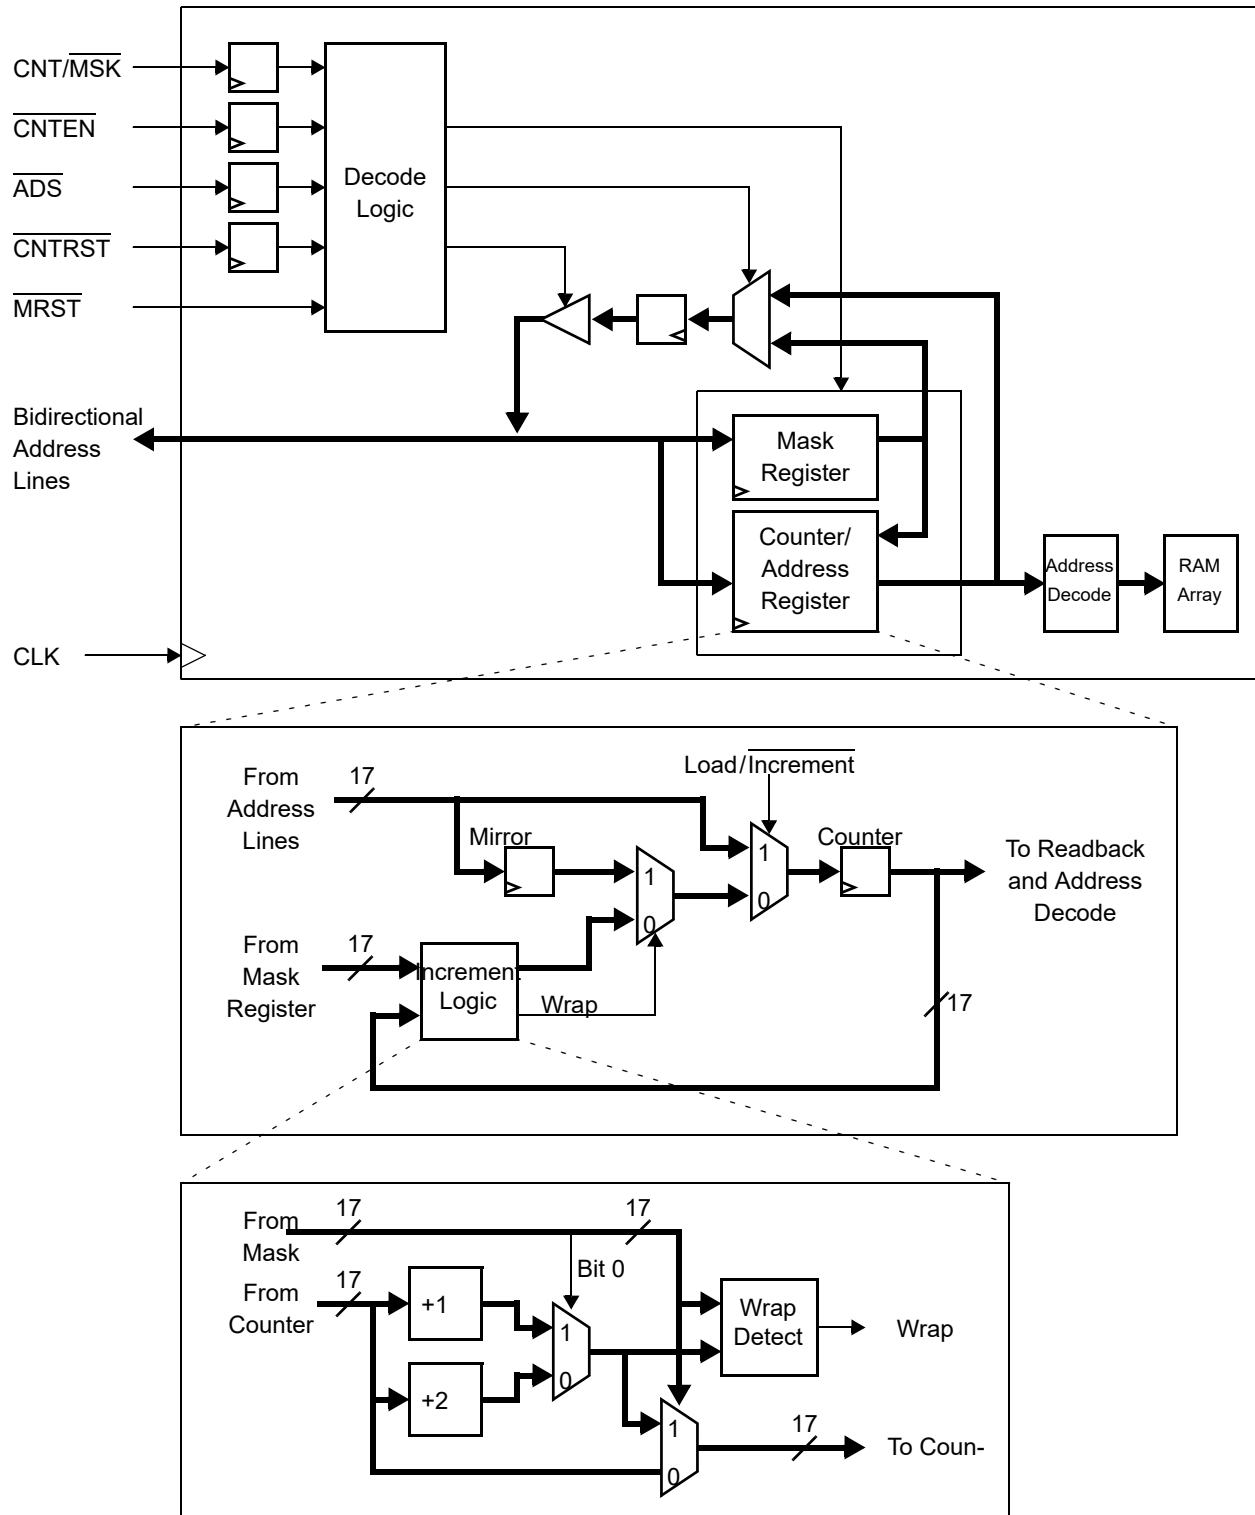 CNT/MSK
CNTEN
ADS
CNTRST
MRST
Decode
Logic
Bidirectional
Address
Lines
Mask
Register
Counter/
Address
Register
Address
Decode
RAM
Array
CLK
From
Address
Lines
17
Mirror
Load/Increment
1
0
1
0
Counter
To Readback
and Address
Decode
From
Mask
Register
17
Increment
Logic
Wrap
17
From
Mask
17
17
Bit 0
From
Counter
17
+1
+2
1
0
Wrap
Detect
Wrap
1
0
17
To Coun-